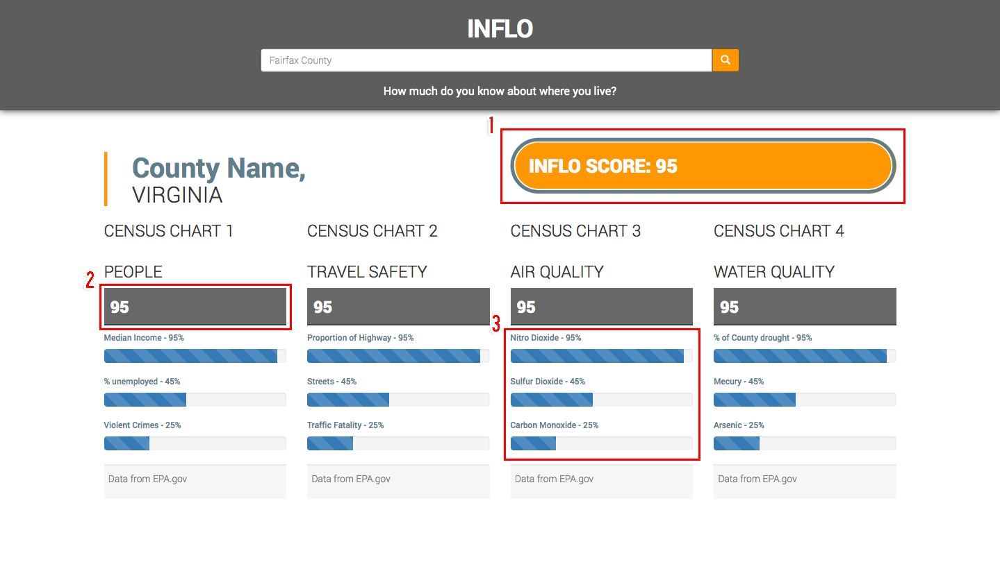 INFLO
Fairfax County
How much do you know about where you live?
1
County Name,
VIRGINIA
INFLO SCORE: 95
CENSUS CHART 1
CENSUS CHART 2
CENSUS CHART 3
CENSUS CHART 4
2
PEOPLE
95
Median Income - 95%
% unemployed - 45%
Violent Crimes - 25%
Data from EPA.gov
TRAVEL SAFETY
95
Proportion of Highway - 95%
Streets - 45%
Traffic Fatality - 25%
Data from EPA.gov
AIR QUALITY
95
3
Nitro Dioxide - 95%
Sulfur Dioxide - 45%
Carbon Monoxide - 25%
Data from EPA.gov
WATER QUALITY
95
% of County drought - 95%
Mecury - 45%
Arsenic - 25%
Data from EPA.gov